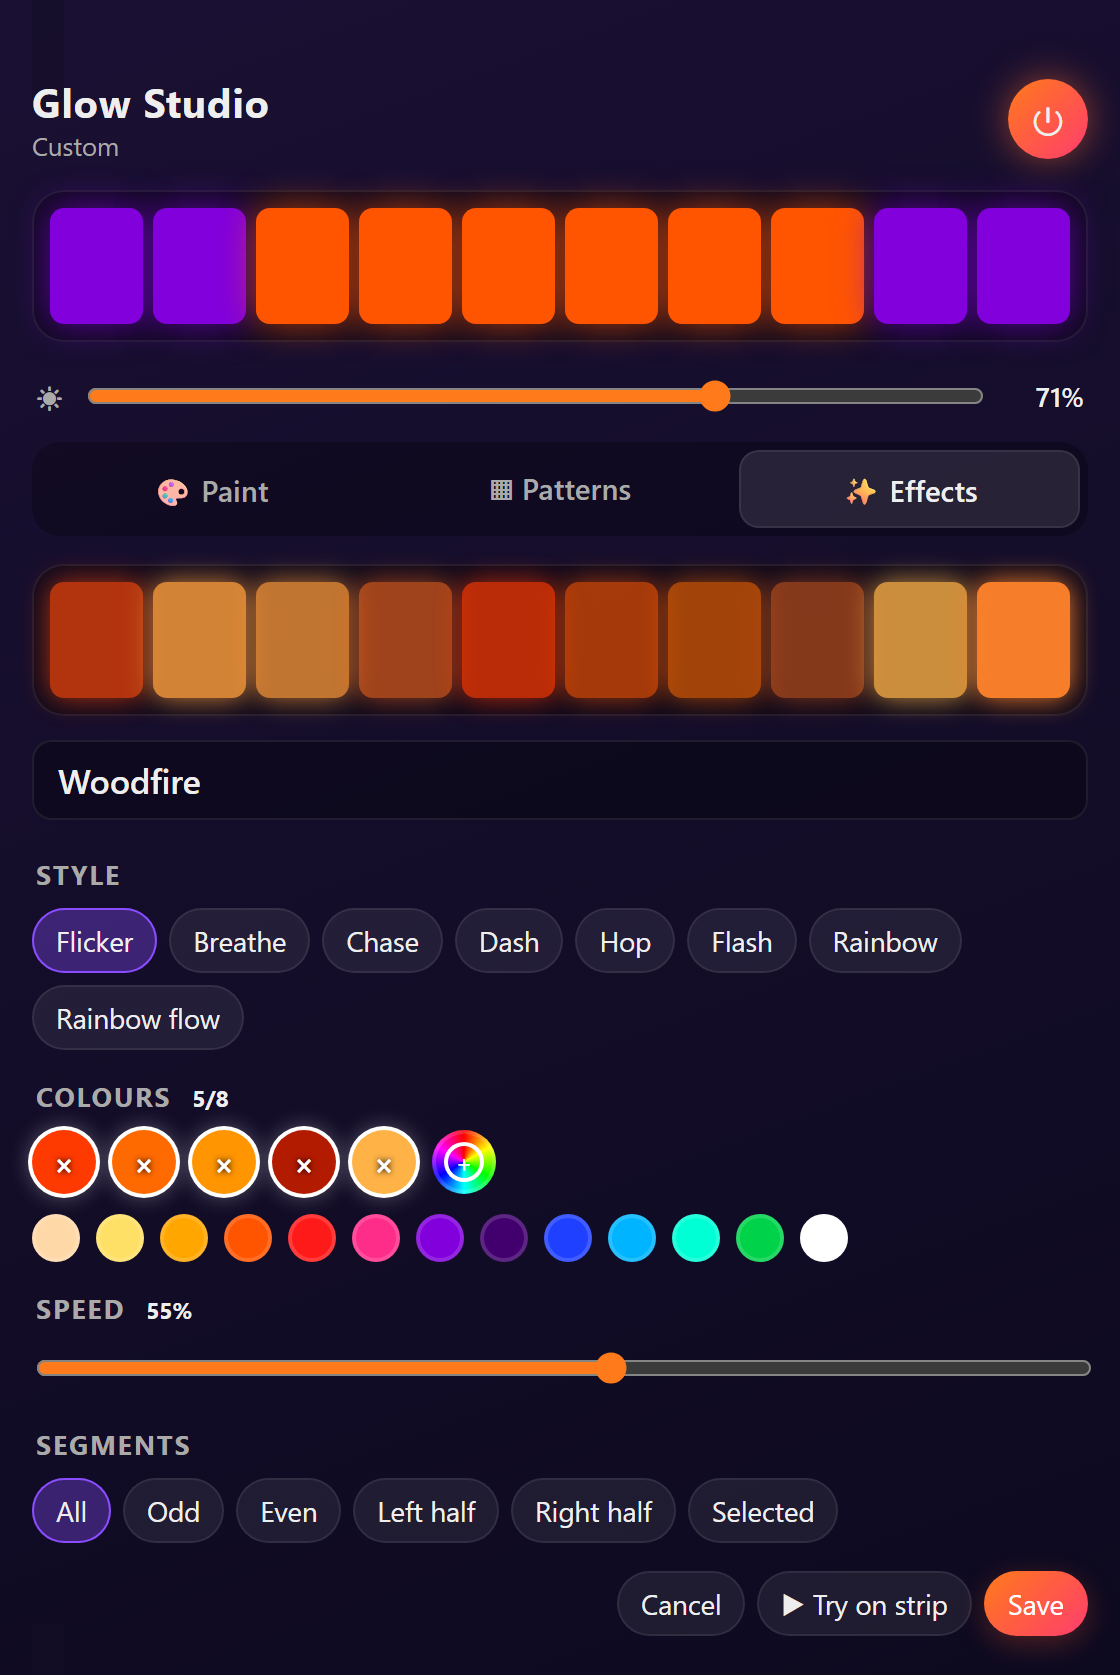 Glow Studio
Custom
71%
Paint
Patterns
Effects
Woodfire
STYLE
Flicker
Breathe
Chase
Dash
Hop
Flash
Rainbow
Rainbow flow
COLOURS 5/8
× × × × × +
SPEED 55%
SEGMENTS
All
Odd
Even
Left half
Right half
Selected
Cancel
▶ Try on strip
Save